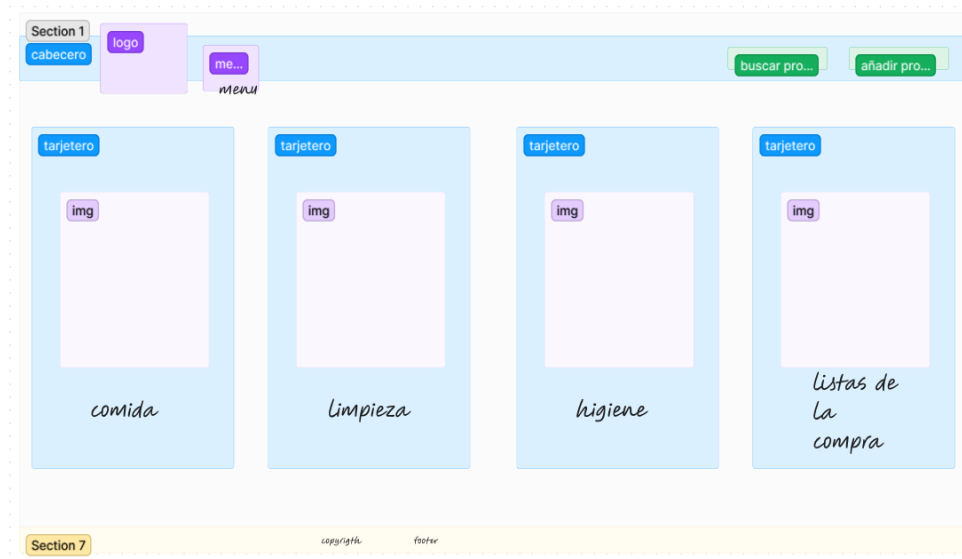 Section 1
cabecero
logo
me...
menu
buscar pro...
añadir pro...
tarjetero
tarjetero
tarjetero
tarjetero
img
img
img
img
comida
limpieza
higiene
listas de
la
compra
Section 7
copyrigth
footer